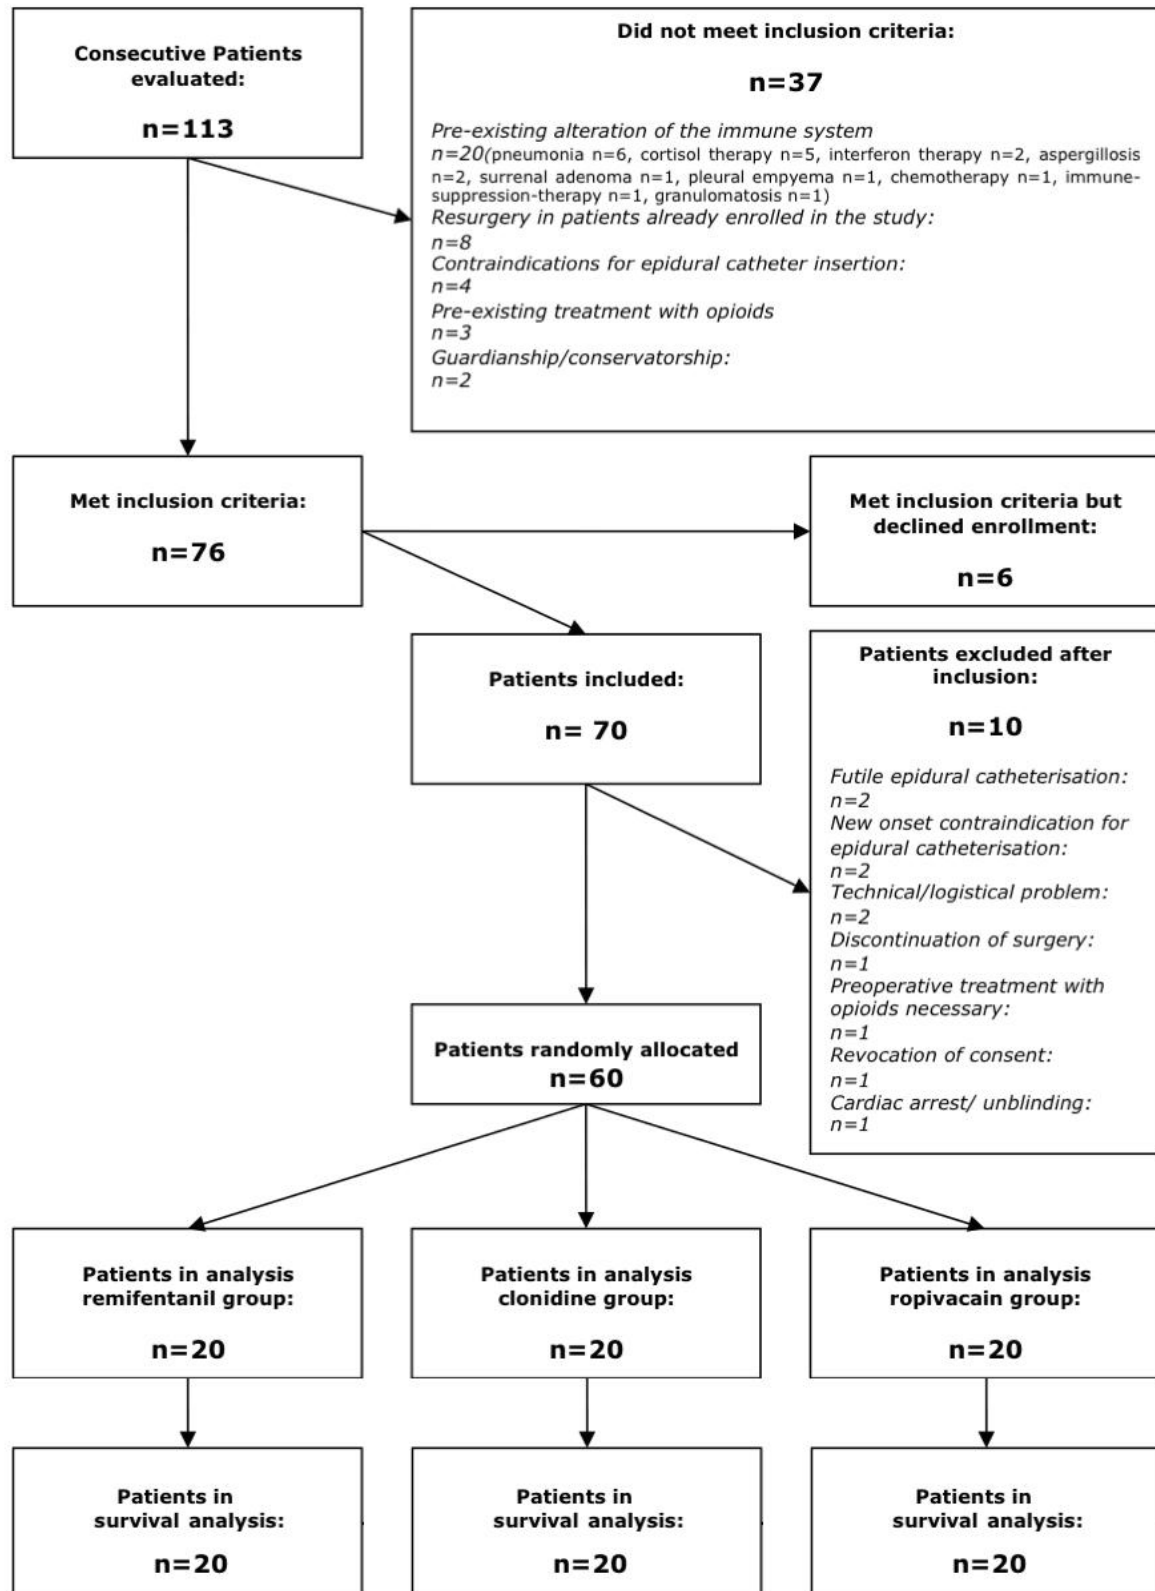 Consecutive Patients
evaluated:
n=113
Did not meet inclusion criteria:
n=37
Pre-existing alteration of the immune system
n=20(pneumonia n=6, cortisol therapy n=5, interferon therapy n=2, aspergillosis
n=2, surrenal adenoma n=1, pleural empyema n=1, chemotherapy n=1, immune-
suppression-therapy n=1, granulomatosis n=1)
Resurgery in patients already enrolled in the study:
n=8
Contraindications for epidural catheter insertion:
n=4
Pre-existing treatment with opioids
n=3
Guardianship/conservatorship:
n=2
Met inclusion criteria:
n=76
Met inclusion criteria but
declined enrollment:
n=6
Patients included:
n= 70
Patients excluded after
inclusion:
n=10
Futile epidural catheterisation:
n=2
New onset contraindication for
epidural catheterisation:
n=2
Technical/logistical problem:
n=2
Discontinuation of surgery:
n=1
Preoperative treatment with
opioids necessary:
n=1
Revocation of consent:
n=1
Cardiac arrest/ unblinding:
n=1
Patients randomly allocated
n=60
Patients in analysis
remifentanil group:
n=20
Patients in analysis
clonidine group:
n=20
Patients in analysis
ropivacain group:
n=20
Patients in
survival analysis:
n=20
Patients in
survival analysis:
n=20
Patients in
survival analysis:
n=20